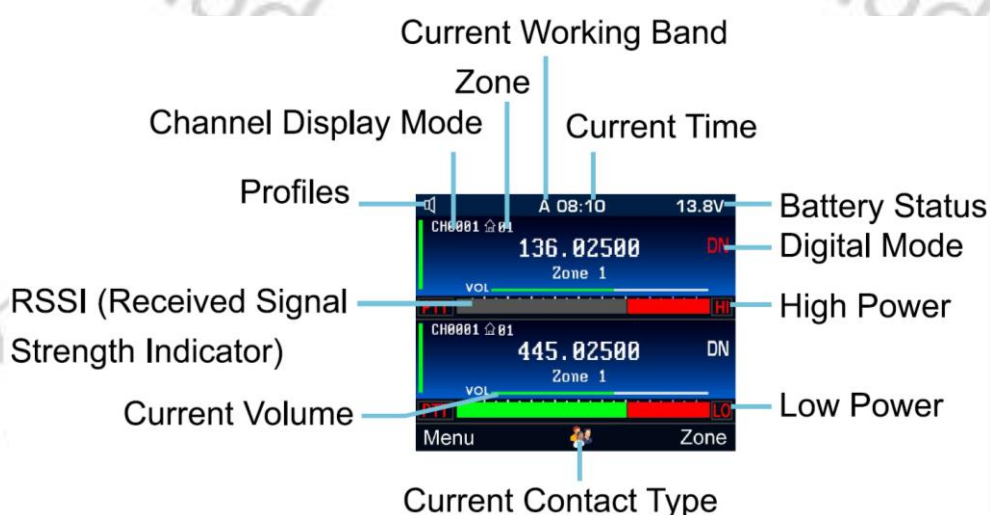 Current Working Band
Zone
Channel Display Mode
Current Time
Profiles
A 08:10 13.8V
Battery Status
CH0001 01
136.02500 DN
Digital Mode
Zone 1
VOL
RSSI (Received Signal
Strength Indicator)
PTT HI
High Power
CH0001 01
445.02500 DN
Zone 1
VOL
Current Volume
PTT LO
Low Power
Menu Zone
Current Contact Type